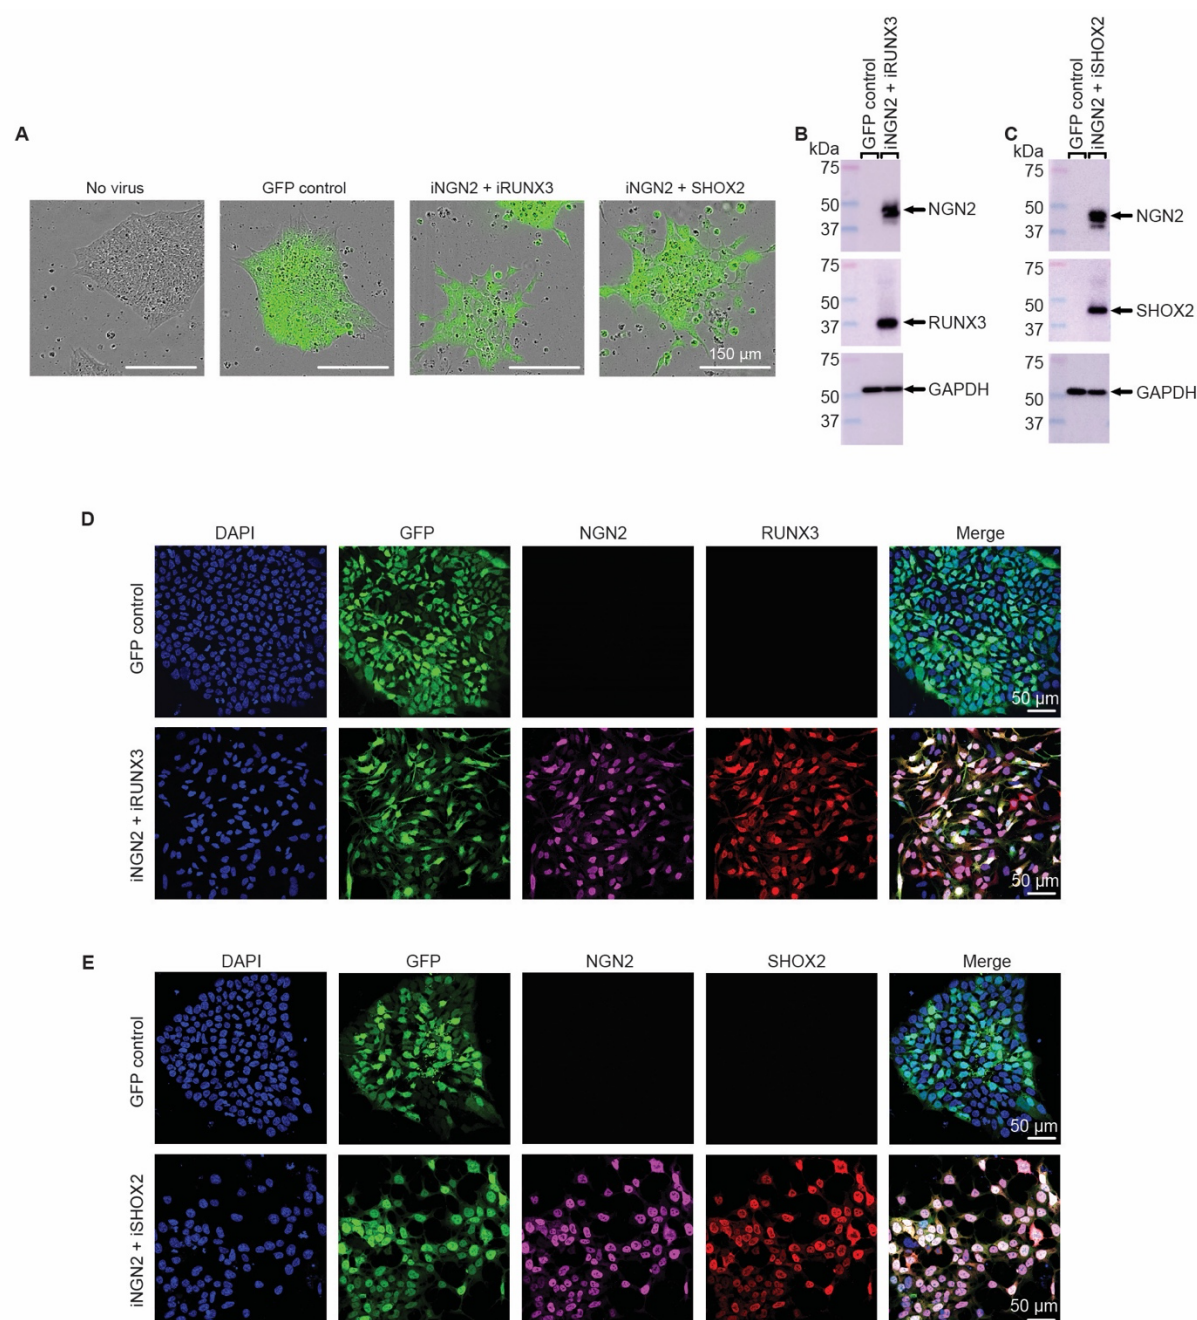 A
No virus
GFP control
iNGN2 + iRUNX3
iNGN2 + SHOX2
150 µm
B
kDa
GFP control
iNGN2 + iRUNX3
75
50
37
NGN2
75
50
37
RUNX3
75
50
37
GAPDH
C
kDa
GFP control
iNGN2 + iSHOX2
75
50
37
NGN2
75
50
37
SHOX2
75
50
37
GAPDH
D
DAPI
GFP
NGN2
RUNX3
Merge
GFP control
50 µm
iNGN2 + iRUNX3
50 µm
E
DAPI
GFP
NGN2
SHOX2
Merge
GFP control
50 µm
iNGN2 + iSHOX2
50 µm